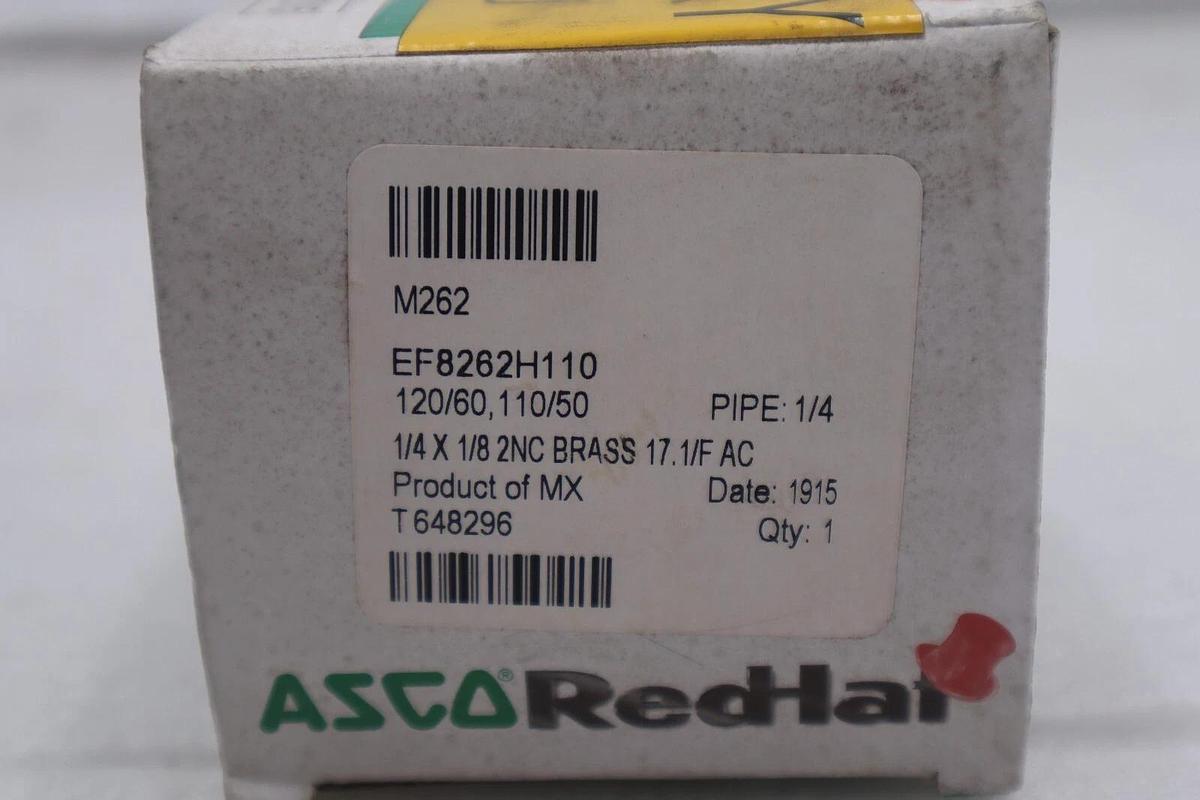 M262
EF8262H110
120/60,110/50 PIPE: 1/4
1/4 X 1/8 2NC BRASS 17.1/F AC
Product of MX Date: 1915
T 648296 Qty: 1
ASCO® RedHat